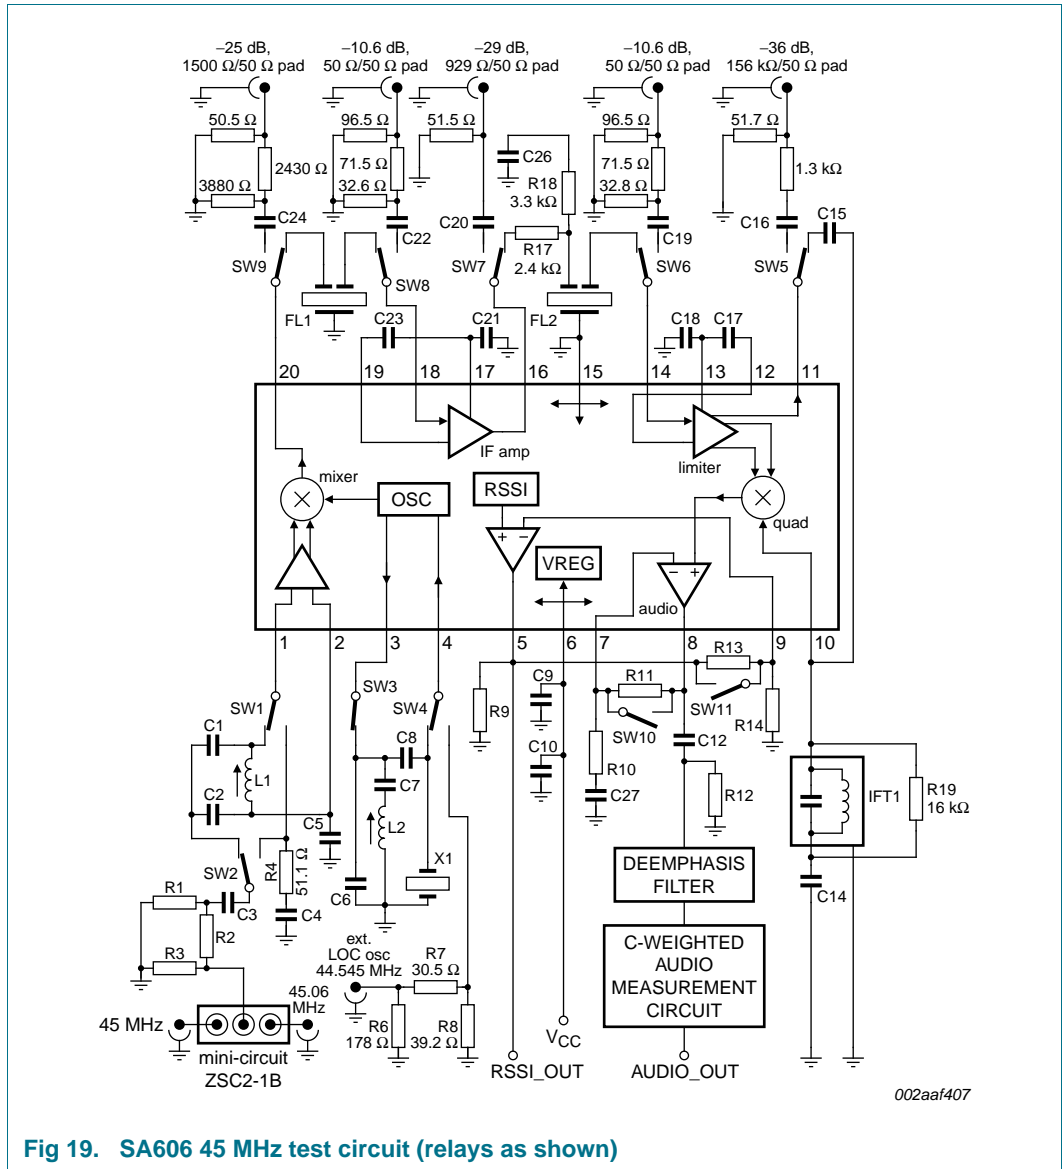 −25 dB,
1500 Ω/50 Ω pad
−10.6 dB,
50 Ω/50 Ω pad
−29 dB,
929 Ω/50 Ω pad
−10.6 dB,
50 Ω/50 Ω pad
−36 dB,
156 kΩ/50 Ω pad
50.5 Ω
2430 Ω
3880 Ω
C24
96.5 Ω
71.5 Ω
32.6 Ω
C22
51.5 Ω
C20
C26
R18
3.3 kΩ
R17
2.4 kΩ
96.5 Ω
71.5 Ω
32.8 Ω
C19
51.7 Ω
1.3 kΩ
C16
C15
SW9
SW8
SW7
SW6
SW5
FL1
FL2
C23
C21
C18
C17
20
19
18
17
16
15
14
13
12
11
mixer
IF amp
limiter
OSC
RSSI
quad
+
−
VREG
−
+
audio
1
2
3
4
5
6
7
8
9
10
SW1
SW3
SW4
R9
C9
C10
R11
SW10
R13
SW11
R14
C1
L1
C2
C5
SW2
R4
51.1 Ω
C8
C7
L2
C6
X1
R10
C27
C12
R12
IFT1
R19
16 kΩ
C14
R1
R2
R3
C3
C4
ext.
LOC osc
44.545 MHz
R7
30.5 Ω
R6
178 Ω
R8
39.2 Ω
DEEMPHASIS
FILTER
C-WEIGHTED
AUDIO
MEASUREMENT
CIRCUIT
45 MHz
45.06
MHz
mini-circuit
ZSC2-1B
VCC
RSSI_OUT
AUDIO_OUT
002aaf407
Fig 19. SA606 45 MHz test circuit (relays as shown)